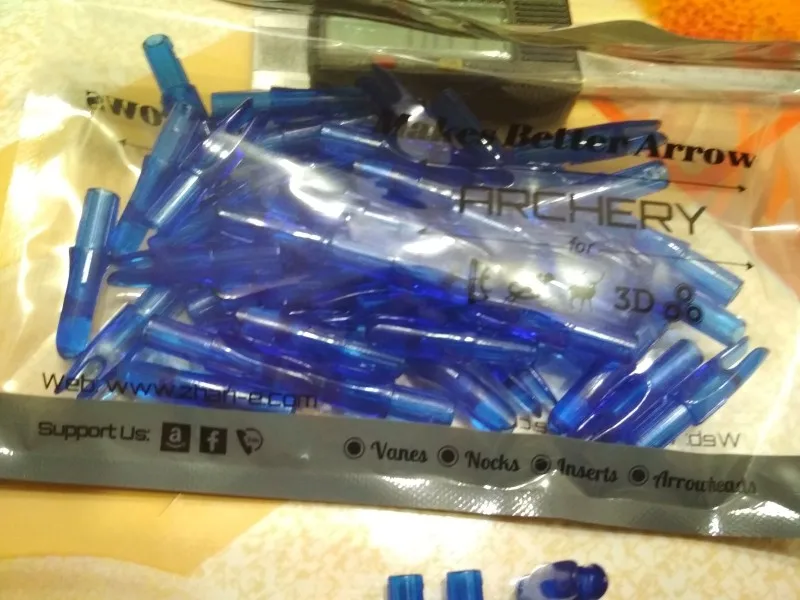 Makes Better Arrow
ARCHERY
for
3D
Web: www.zhan-e.com
Support Us:
Vanes Nocks Inserts Arrowheads